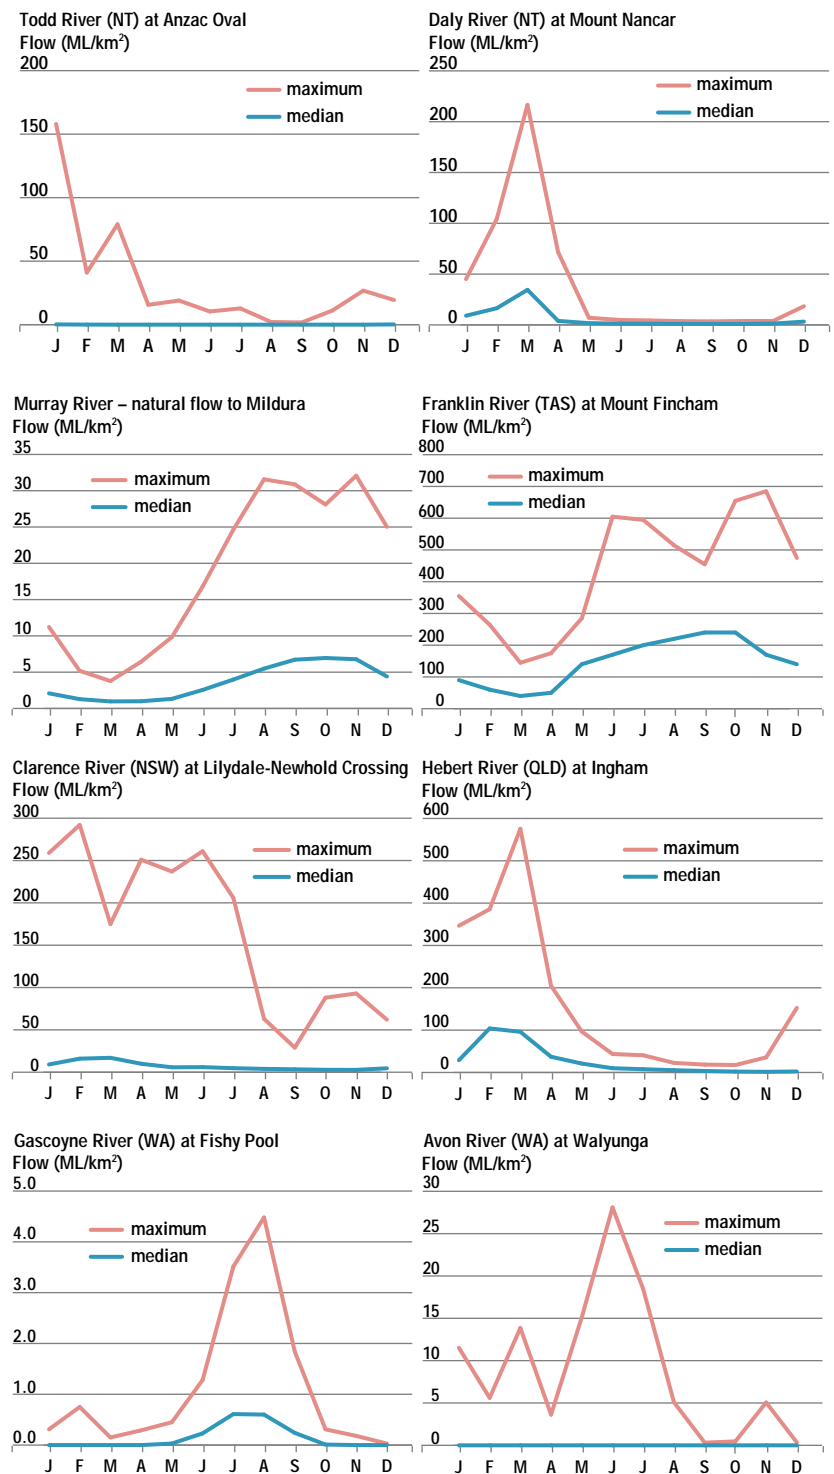 Todd River (NT) at Anzac Oval
Flow (ML/km²)
200
150
100
50
0
maximum
median
J F M A M J J A S O N D
Daly River (NT) at Mount Nancar
Flow (ML/km²)
250
200
150
100
50
0
maximum
median
J F M A M J J A S O N D
Murray River – natural flow to Mildura
Flow (ML/km²)
35
30
25
20
15
10
5
0
maximum
median
J F M A M J J A S O N D
Franklin River (TAS) at Mount Fincham
Flow (ML/km²)
800
700
600
500
400
300
200
100
0
maximum
median
J F M A M J J A S O N D
Clarence River (NSW) at Lilydale-Newhold Crossing
Flow (ML/km²)
300
250
200
150
100
50
0
maximum
median
J F M A M J J A S O N D
Hebert River (QLD) at Ingham
Flow (ML/km²)
600
500
400
300
200
100
0
maximum
median
J F M A M J J A S O N D
Gascoyne River (WA) at Fishy Pool
Flow (ML/km²)
5.0
4.0
3.0
2.0
1.0
0.0
maximum
median
J F M A M J J A S O N D
Avon River (WA) at Walyunga
Flow (ML/km²)
30
25
20
15
10
5
0
maximum
median
J F M A M J J A S O N D